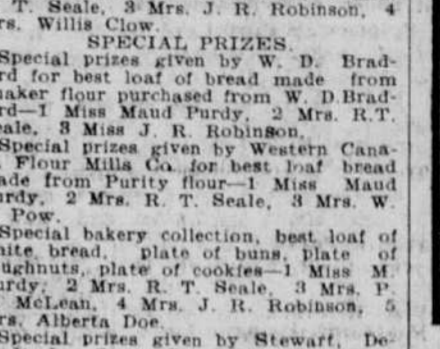 T. Seale, 3 Mrs. J. R. Robinson, 4
rs. Willis Clow.
SPECIAL PRIZES.
Special prizes given by W. D. Brad-
rd for best loaf of bread made from
uaker flour purchased from W. D.Brad-
rd—1 Miss Maud Purdy, 2 Mrs. R.T.
eale, 3 Miss J. R. Robinson.
Special prizes given by Western Cana-
Flour Mills Co. for best loaf bread
ade from Purity flour—1 Miss Maud
urdy, 2 Mrs. R. T. Seale, 3 Mrs. W.
Pow.
Special bakery collection, best loaf of
hite bread, plate of buns, plate of
ughnuts, plate of cookies—1 Miss M.
urdy, 2 Mrs. R. T. Seale, 3 Mrs. P.
McLean, 4 Mrs. J. R. Robinson, 5
rs. Alberta Doe.
Special prizes given by Stewart, De-